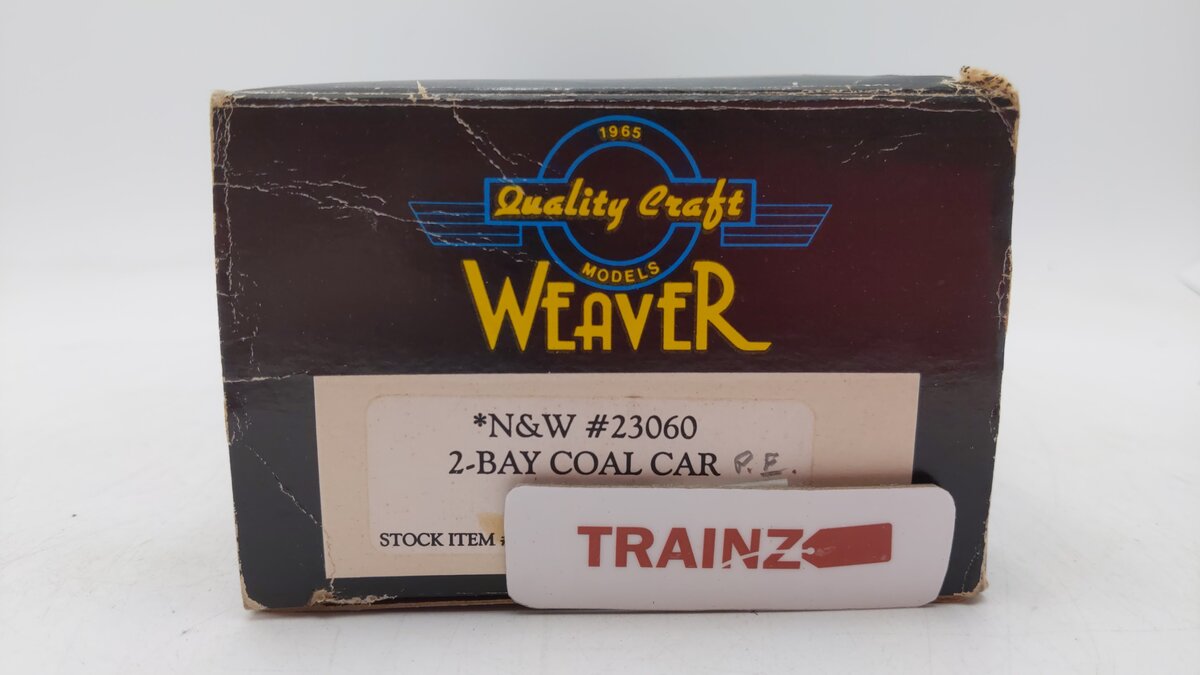 1965
Quality Craft
MODELS
WEAVER
*N&W #23060
2-BAY COAL CAR P.E.
STOCK ITEM #
TRAINZ